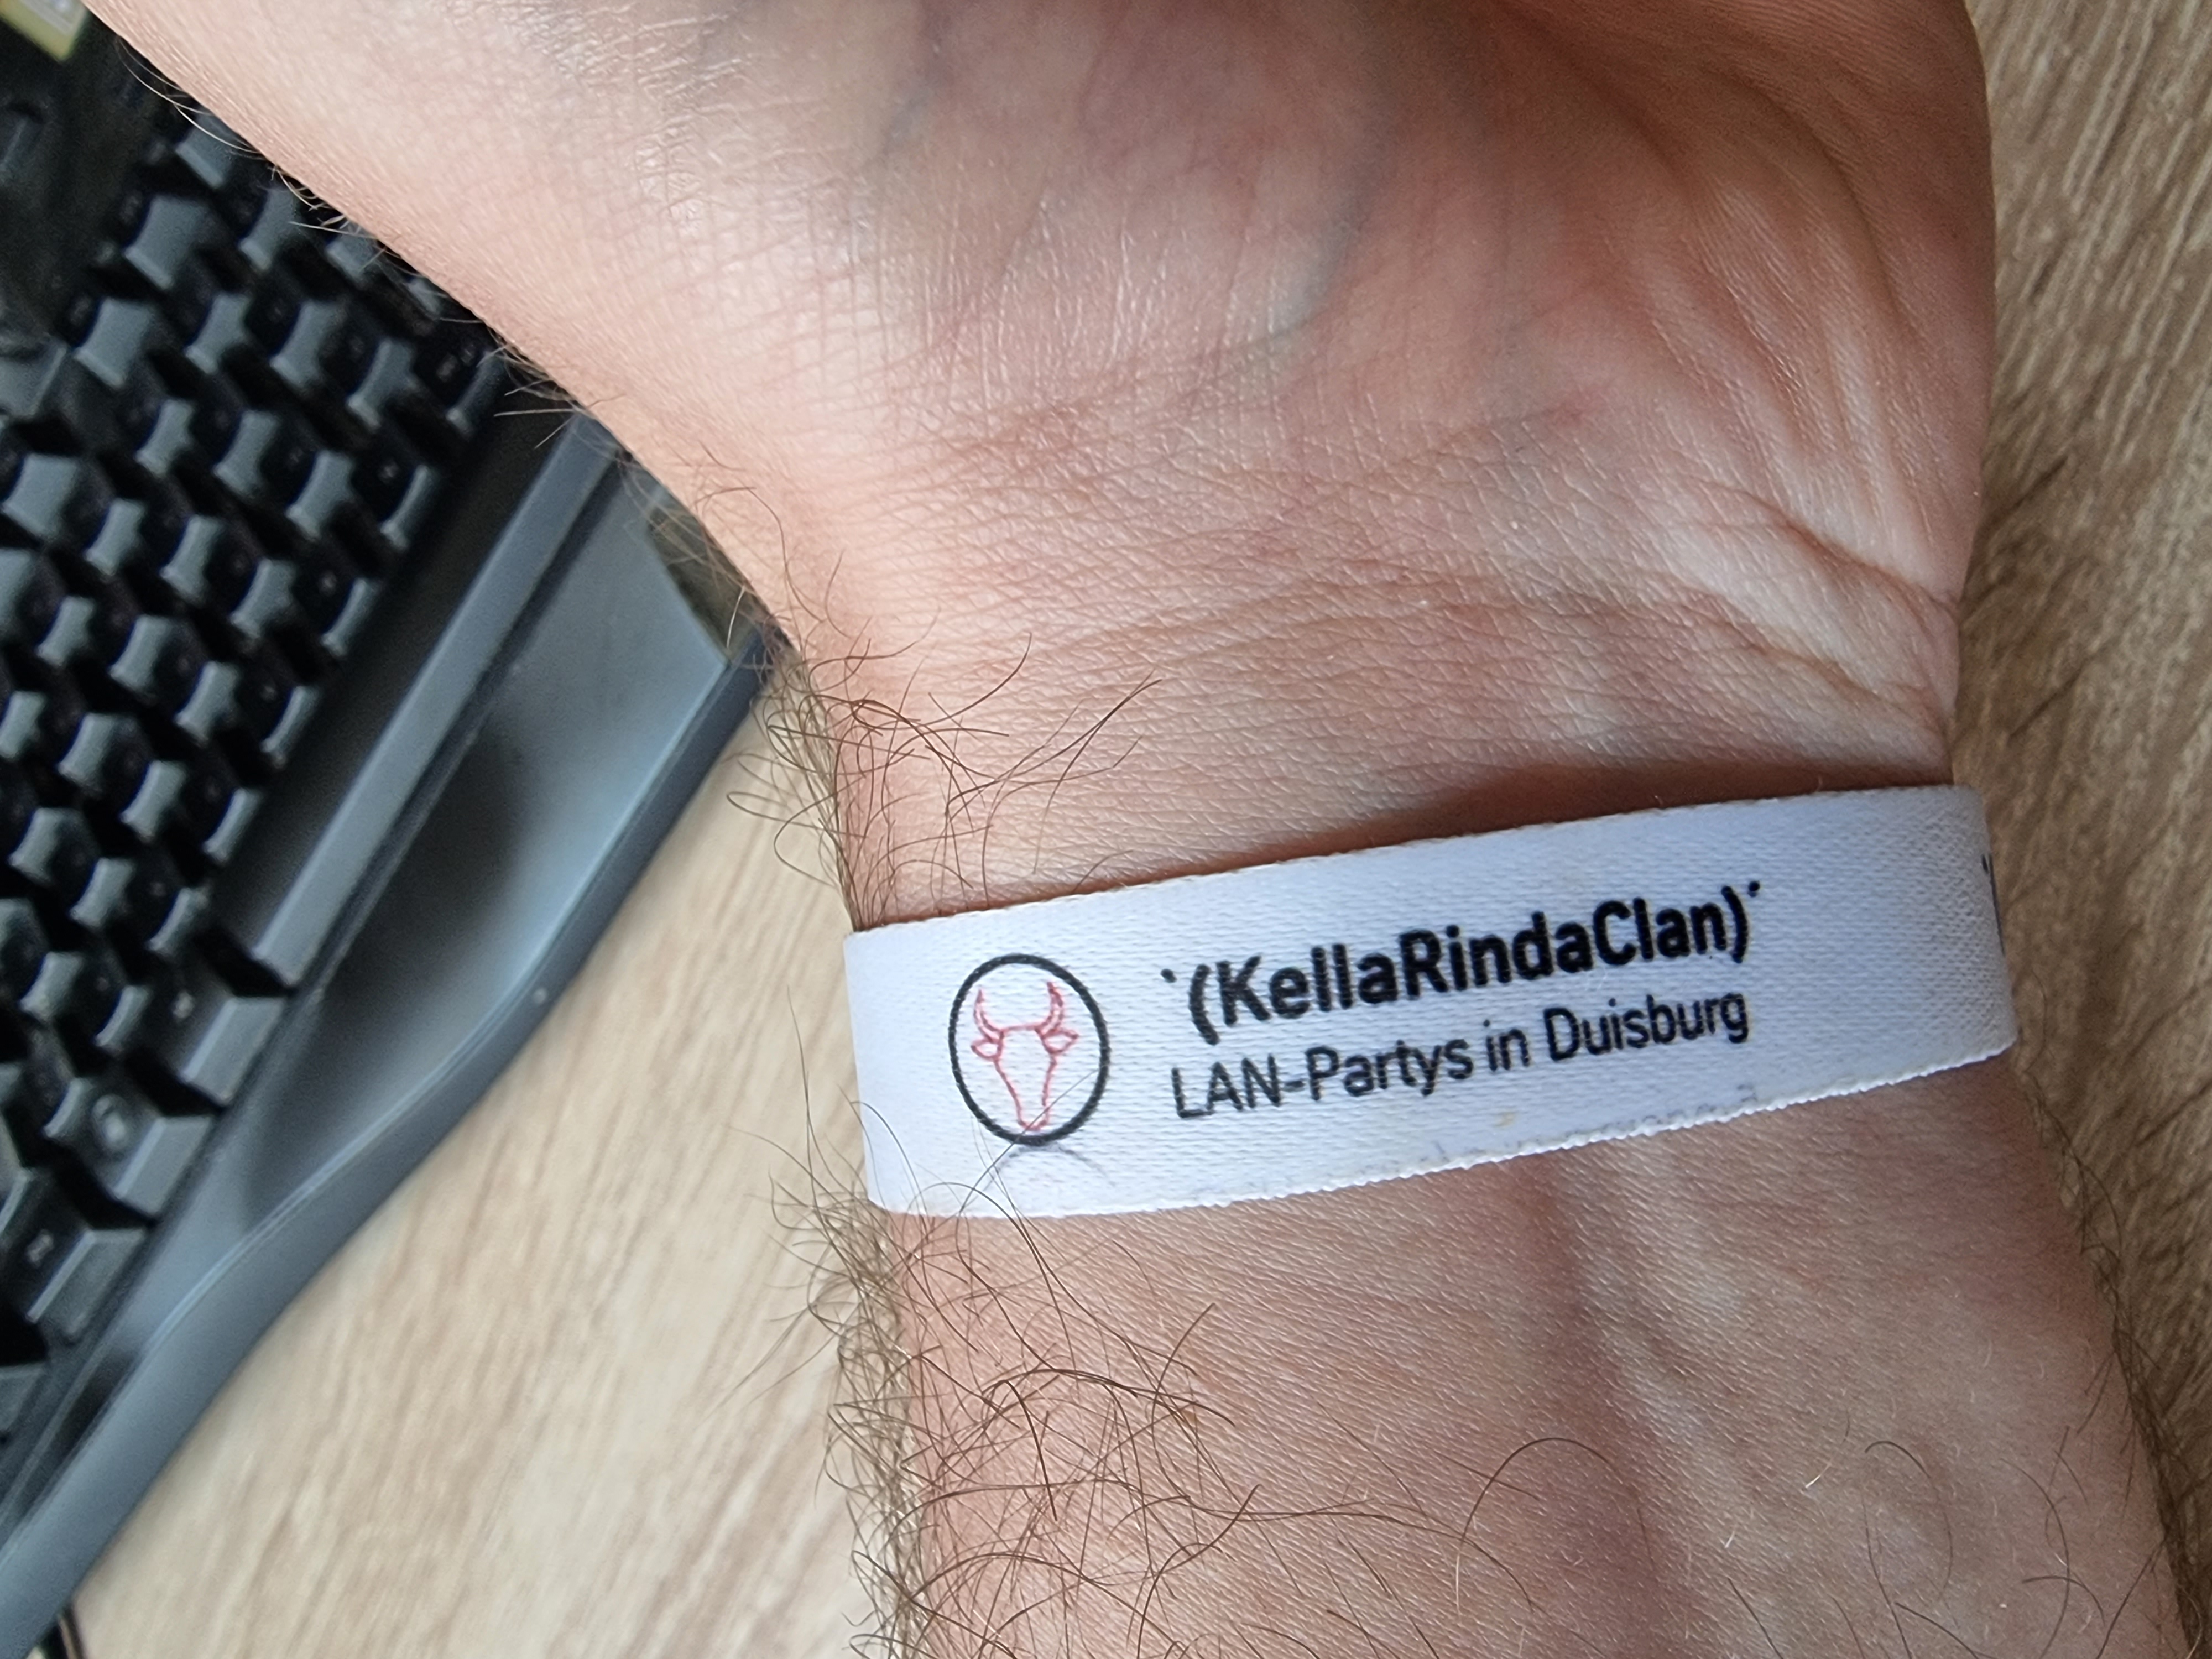 `(KellaRindaClan)´
LAN-Partys in Duisburg